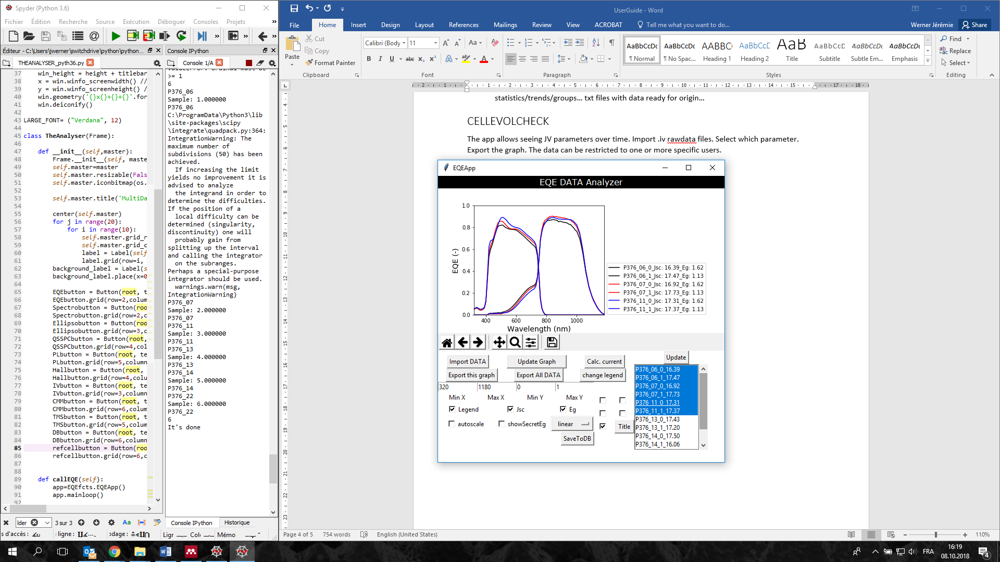 Spyder (Python 3.6)
Fichier Édition Recherche Source Exécution Déboguer Consoles Projets »
Éditeur - C:\Users\jwerner\switchdrive\python\python...
THEANALYSER_pyth36.py
37 win_height = height + titlebar
38 x = win.winfo_screenwidth() //
39 y = win.winfo_screenheight() //
40 win.geometry('{}x{}+{}+{}'.for
41 win.deiconify()
42
43 LARGE_FONT= ("Verdana", 12)
44
45 class TheAnalyser(Frame):
46
47 def __init__(self,master):
48 Frame.__init__(self, maste
49 self.master=master
50 self.master.resizable(Fals
51 self.master.iconbitmap(os.
52
53 self.master.title('MultiDa
54
55 center(self.master)
56 for j in range(20):
57 for i in range(10):
58 self.master.grid_r
59 self.master.grid_c
60 label = Label(self
61 label.grid(row=i,
62 background_label = Label(s
63 background_label.place(x=0
64
65 EQEbutton = Button(root, t
66 EQEbutton.grid(row=2,colum
67 Spectrobutton = Button(roo
68 Spectrobutton.grid(row=2,c
69 Ellipsobutton = Button(roo
70 Ellipsobutton.grid(row=3,c
71 QSSPCbutton = Button(root,
72 QSSPCbutton.grid(row=4,col
73 PLbutton = Button(root, te
74 PLbutton.grid(row=5,column
75 Hallbutton = Button(root,
76 Hallbutton.grid(row=4,colu
77 IVbutton = Button(root, te
78 IVbutton.grid(row=3,column
79 CMMbutton = Button(root, t
80 CMMbutton.grid(row=6,colum
81 TMSbutton = Button(root, t
82 TMSbutton.grid(row=5,colum
83 DBbutton = Button(root, te
84 DBbutton.grid(row=6,column
85 refcellbutton = Button(roo
86 refcellbutton.grid(row=6,c
87
88
89 def callEQE(self):
90 app=EQEfcts.EQEApp()
91 app.mainloop()
92
lder 3 sur 3 Aa
s d'accès :
Console IPython
Console 1/A
ValueError: ordinal must be
>= 1
6
P376_06
Sample: 1.000000
P376_06
C:\ProgramData\Python3\lib
\site-packages\scipy
\integrate\quadpack.py:364:
IntegrationWarning: The
maximum number of
subdivisions (50) has been
achieved.
If increasing the limit
yields no improvement it is
advised to analyze
the integrand in order to
determine the difficulties.
If the position of a
local difficulty can be
determined (singularity,
discontinuity) one will
probably gain from
splitting up the interval
and calling the integrator
on the subranges.
Perhaps a special-purpose
integrator should be used.
warnings.warn(msg,
IntegrationWarning)
P376_07
Sample: 2.000000
P376_07
P376_11
Sample: 3.000000
P376_11
P376_13
Sample: 4.000000
P376_13
P376_14
Sample: 5.000000
P376_14
P376_22
Sample: 6.000000
P376_22
6
It's done
Console IPython Historique
UserGuide - Word
File Home Insert Design Layout References Mailings Review View ACROBAT Tell me what you want to do... Werner Jérémie Share
Paste
Cut
Copy
Format Painter
Clipboard
Calibri (Body 11
B I U abc x₂ x²
Font
Paragraph
AaBbCcDc ¶ Normal
AaBbCcDc ¶ No Spac...
AABBCC Heading 1
AaBbCcD Heading 2
AaB Title
AaBbCcD Subtitle
AaBbCcDc Subtle Em...
AaBbCcDc Emphasis
Styles
Find
Replace
Select
Editing
statistics/trends/groups… txt files with data ready for origin…
CELLEVOLCHECK
The app allows seeing JV parameters over time. Import .iv rawdata files. Select which parameter.
Export the graph. The data can be restricted to one or more specific users.
EQEApp
EQE DATA Analyzer
EQE (-)
1.0
0.8
0.6
0.4
0.2
0.0
400 600 800 1000
Wavelength (nm)
P376_06_0_Jsc: 16.39_Eg: 1.62
P376_06_1_Jsc: 17.47_Eg: 1.13
P376_07_0_Jsc: 16.92_Eg: 1.62
P376_07_1_Jsc: 17.73_Eg: 1.13
P376_11_0_Jsc: 17.31_Eg: 1.62
P376_11_1_Jsc: 17.37_Eg: 1.13
Import DATA Update Graph Calc. current Update
Export this graph Export All DATA change legend
320 1180 0 1
Min X Max X Min Y Max Y
Legend Jsc Eg
autoscale showSecretEg linear Title
SaveToDB
P376_06_0_16.39
P376_06_1_17.47
P376_07_0_16.92
P376_07_1_17.73
P376_11_0_17.31
P376_11_1_17.37
P376_13_0_17.43
P376_13_1_17.20
P376_14_0_17.50
P376_14_1_16.06
Page 4 of 5 754 words English (United States) 110%
FRA
16:19
08.10.2018
4